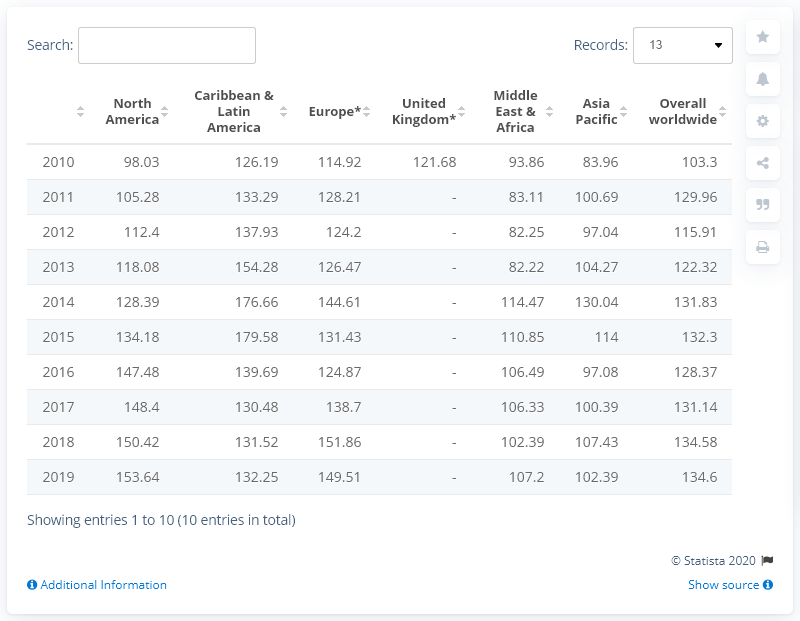 Search: Records: 13
North America Caribbean & Latin America Europe* United Kingdom* Middle East & Africa Asia Pacific Overall worldwide
2010 98.03 126.19 114.92 121.68 93.86 83.96 103.3
2011 105.28 133.29 128.21 - 83.11 100.69 129.96
2012 112.4 137.93 124.2 - 82.25 97.04 115.91
2013 118.08 154.28 126.47 - 82.22 104.27 122.32
2014 128.39 176.66 144.61 - 114.47 130.04 131.83
2015 134.18 179.58 131.43 - 110.85 114 132.3
2016 147.48 139.69 124.87 - 106.49 97.08 128.37
2017 148.4 130.48 138.7 - 106.33 100.39 131.14
2018 150.42 131.52 151.86 - 102.39 107.43 134.58
2019 153.64 132.25 149.51 - 107.2 102.39 134.6
Showing entries 1 to 10 (10 entries in total)
© Statista 2020
Additional Information Show source